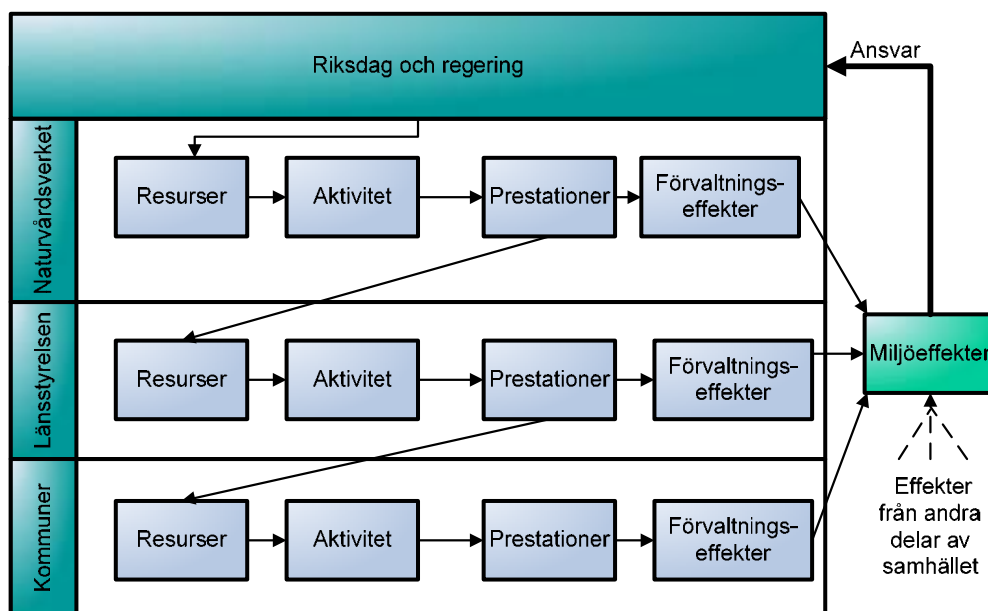 Riksdag och regering
Ansvar
Naturvårdsverket
Resurser
Aktivitet
Prestationer
Förvaltnings-
effekter
Länsstyrelsen
Resurser
Aktivitet
Prestationer
Förvaltnings-
effekter
Miljöeffekter
Kommuner
Resurser
Aktivitet
Prestationer
Förvaltnings-
effekter
Effekter
från andra
delar av
samhället